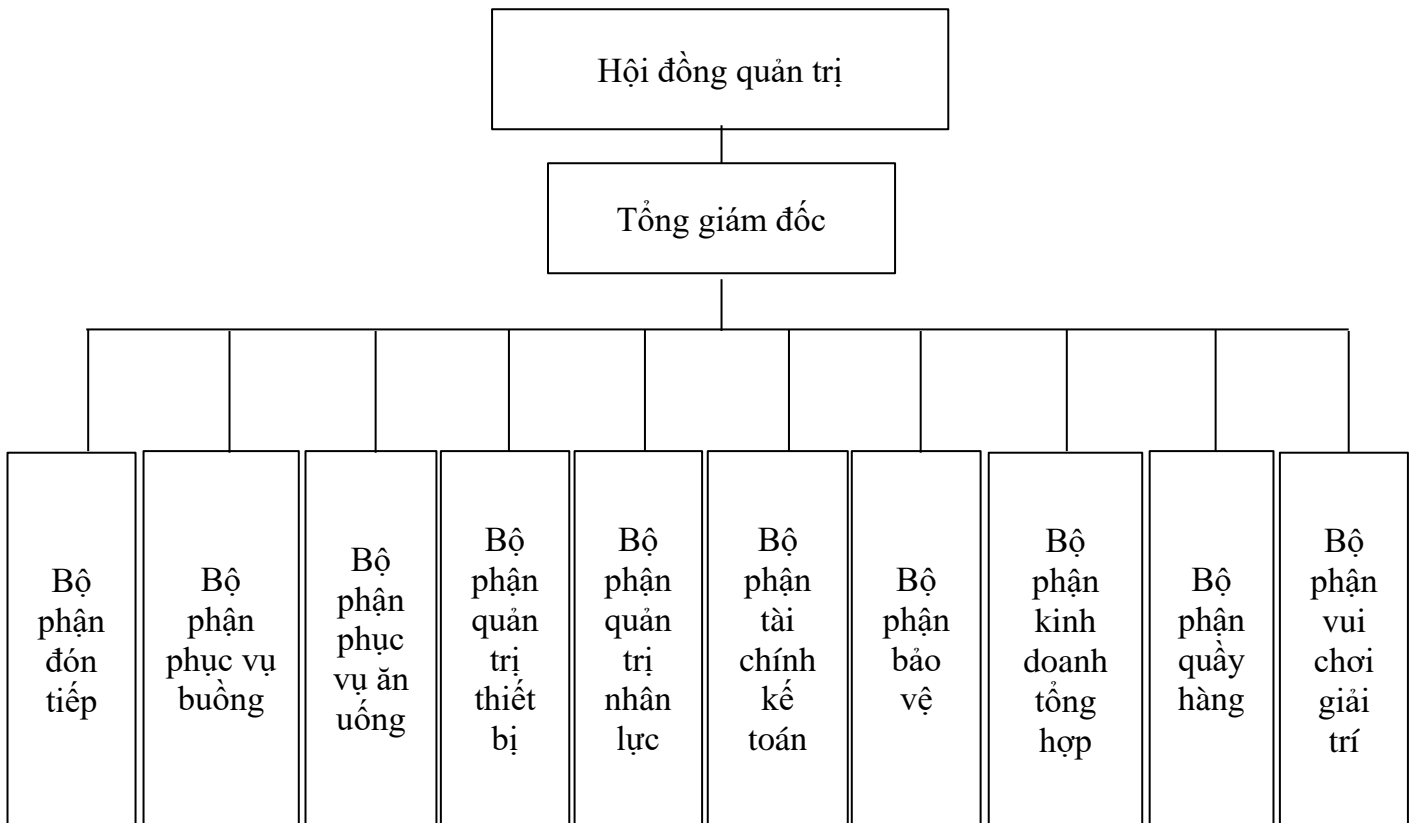 Hội đồng quản trị
Tổng giám đốc
Bộ
phận
đón
tiếp
Bộ
phận
phục vụ
buồng
Bộ
phận
phục
vụ ăn
uống
Bộ
phận
quản
trị
thiết
bị
Bộ
phận
quản
trị
nhân
lực
Bộ
phận
tài
chính
kế
toán
Bộ
phận
bảo
vệ
Bộ
phận
kinh
doanh
tổng
hợp
Bộ
phận
quầy
hàng
Bộ
phận
vui
chơi
giải
trí